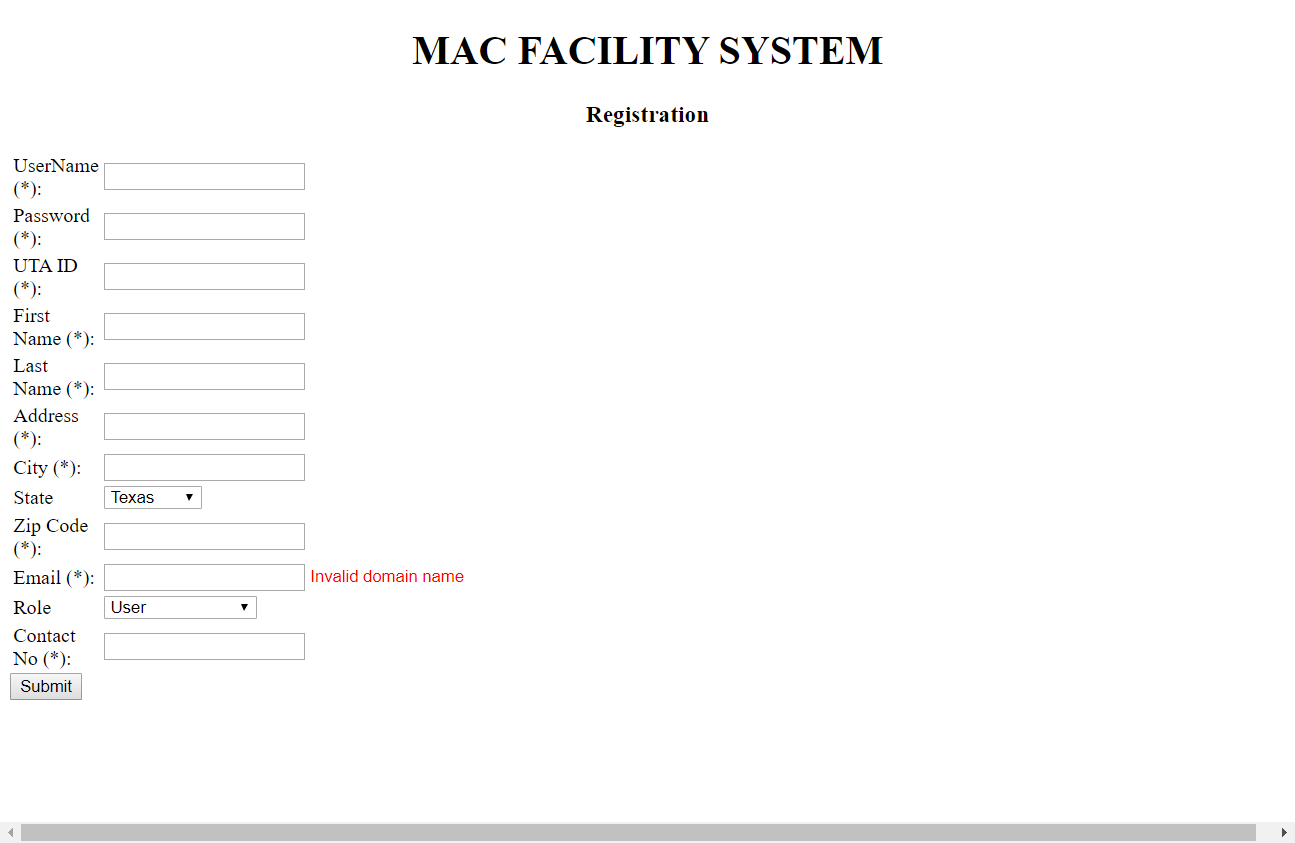 MAC FACILITY SYSTEM
Registration
UserName
(*):
Password
(*):
UTA ID
(*):
First
Name (*):
Last
Name (*):
Address
(*):
City (*):
State Texas
Zip Code
(*):
Email (*): Invalid domain name
Role User
Contact
No (*):
Submit